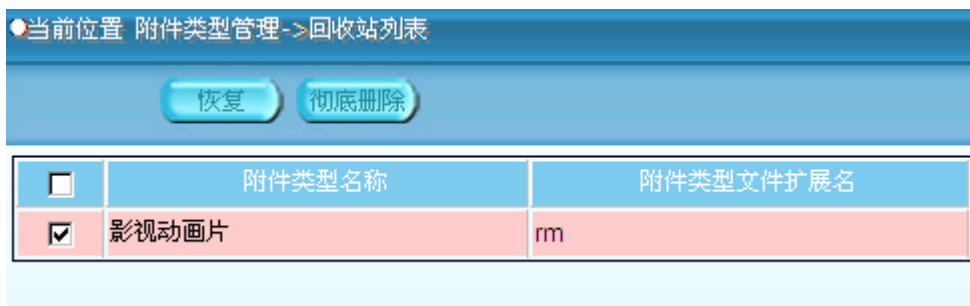 当前位置 附件类型管理->回收站列表
恢复 彻底删除
附件类型名称 附件类型文件扩展名
影视动画片 rm